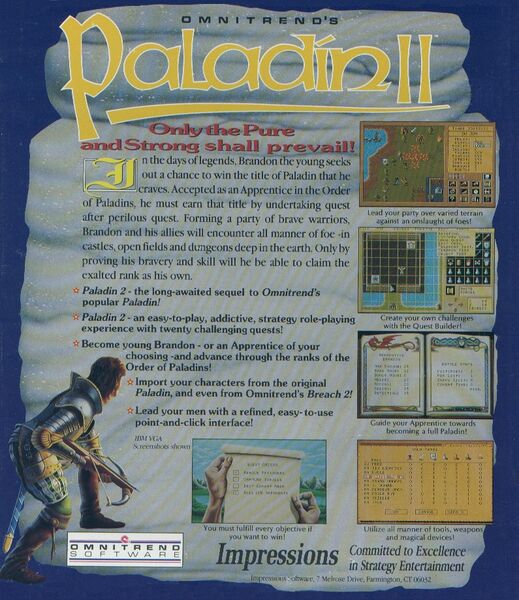 OMNITREND'S
Paladin II™
Only the Pure
and Strong shall prevail!
In the days of legends, Brandon the young seeks
out a chance to win the title of Paladin that he
craves. Accepted as an Apprentice in the Order
of Paladins, he must earn that title by undertaking quest
after perilous quest. Forming a party of brave warriors,
Brandon and his allies will encounter all manner of foe -in
castles, open fields and dungeons deep in the earth. Only by
proving his bravery and skill will he be able to claim the
exalted rank as his own.
Paladin 2 - the long-awaited sequel to Omnitrend's
popular Paladin!
Paladin 2 - an easy-to-play, addictive, strategy role-playing
experience with twenty challenging quests!
Become young Brandon - or an Apprentice of your
choosing -and advance through the ranks of the
Order of Paladins!
Import your characters from the original
Paladin, and even from Omnitrend's Breach 2!
Lead your men with a refined, easy-to-use
point-and-click interface!
IBM VGA
Screenshots shown
Lead your party over varied terrain
against an onslaught of foes!
Create your own challenges
with the Quest Builder!
APPRENTICE
BRANDON
Guide your Apprentice towards
becoming a full Paladin!
You must fulfill every objective if
you want to win!
Utilize all manner of tools, weapons
and magical devices!
OMNITREND
SOFTWARE
Impressions
Committed to Excellence
in Strategy Entertainment
Impressions Software, 7 Melrose Drive, Farmington, CT 06032